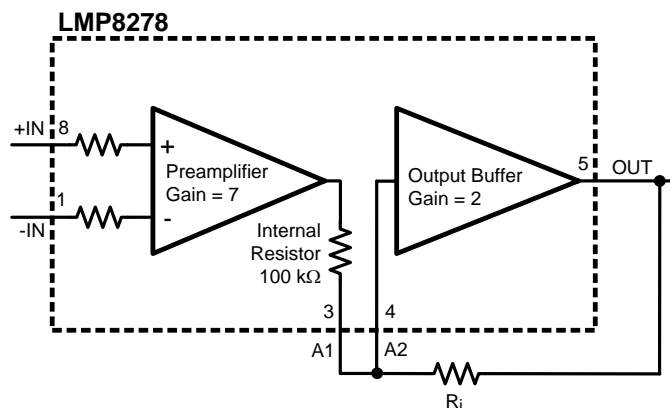 LMP8278
+IN
8
+
Preamplifier
Gain = 7
-
1
-IN
Internal
Resistor
100 kΩ
Output Buffer
Gain = 2
5
OUT
3
4
A1
A2
Ri